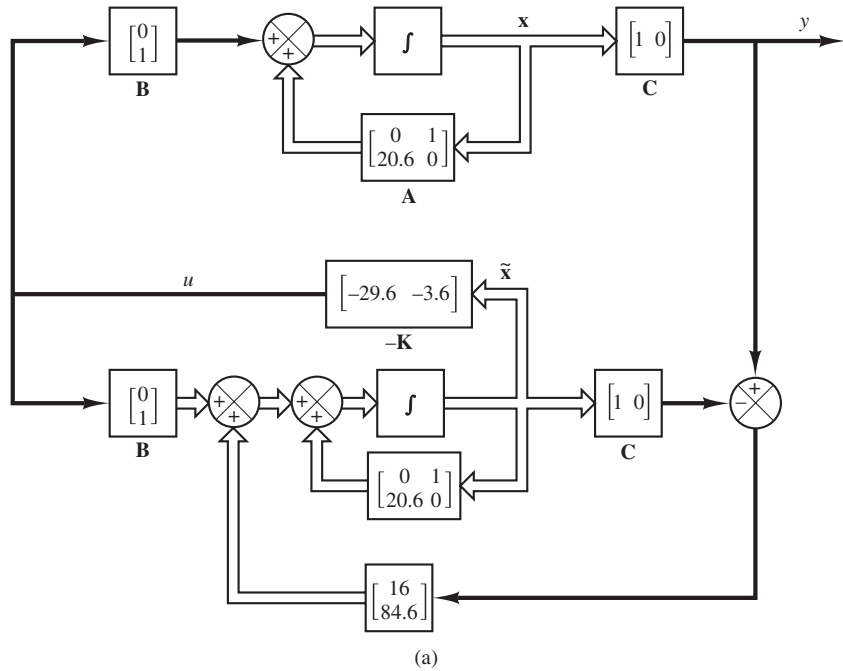 x
y
[0
1]
B
+
+
∫
[1 0]
C
[0 1
20.6 0]
A
u
[–29.6 –3.6]
–K
x̃
[0
1]
B
+
+
+
+
∫
[1 0]
C
+
–
[0 1
20.6 0]
[16
84.6]
(a)